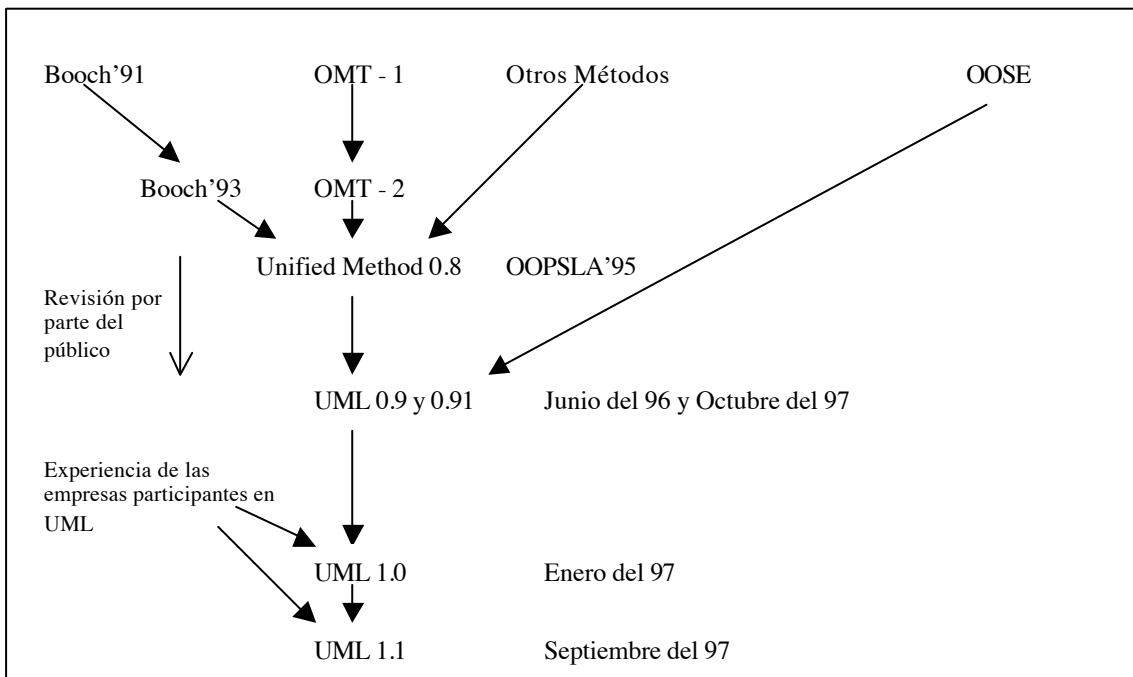 Booch’91 OMT - 1 Otros Métodos OOSE
Booch’93 OMT - 2
Unified Method 0.8 OOPSLA’95
Revisión por
parte del
público
UML 0.9 y 0.91 Junio del 96 y Octubre del 97
Experiencia de las
empresas participantes en
UML
UML 1.0 Enero del 97
UML 1.1 Septiembre del 97